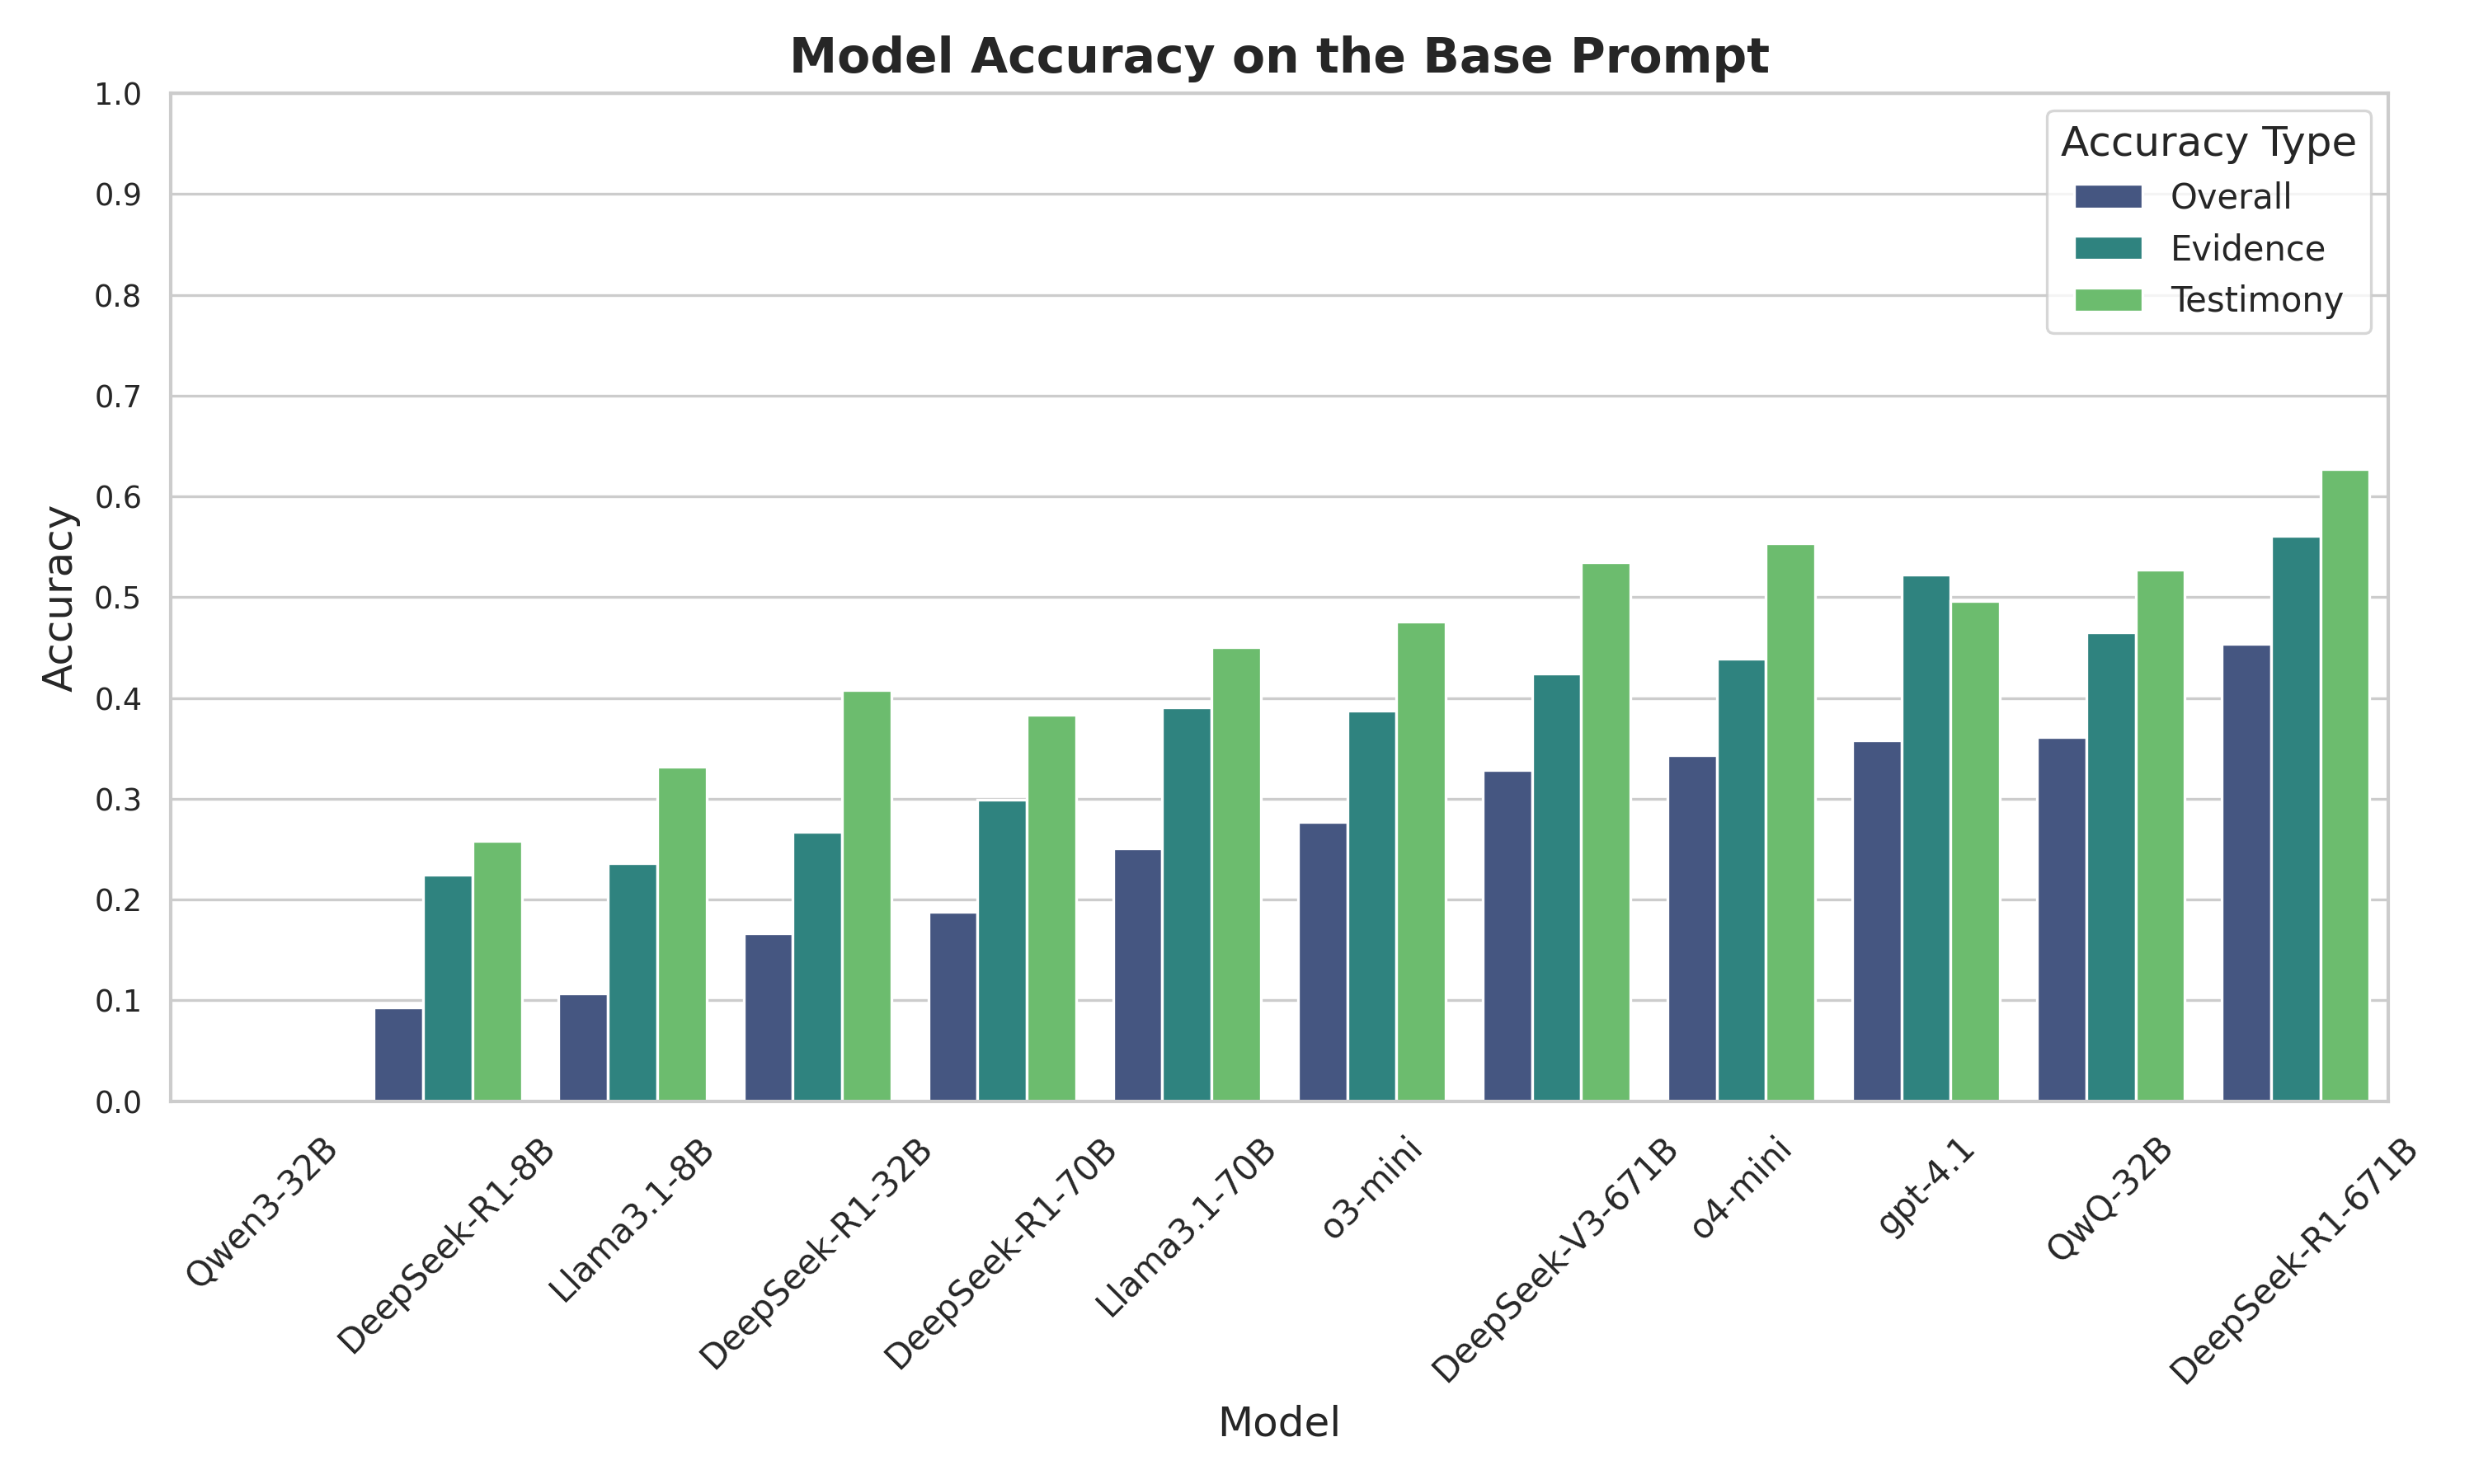 Model Accuracy on the Base Prompt
1.0
0.9
0.8
0.7
0.6
0.5
0.4
0.3
0.2
0.1
0.0
Accuracy
Accuracy Type
Overall
Evidence
Testimony
Qwen3-32B
DeepSeek-R1-8B
Llama3.1-8B
DeepSeek-R1-32B
DeepSeek-R1-70B
Llama3.1-70B
o3-mini
DeepSeek-V3-671B
o4-mini
gpt-4.1
QwQ-32B
DeepSeek-R1-671B
Model